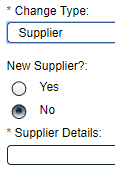 * Change Type:
Supplier
New Supplier?:
Yes
No
* Supplier Details: